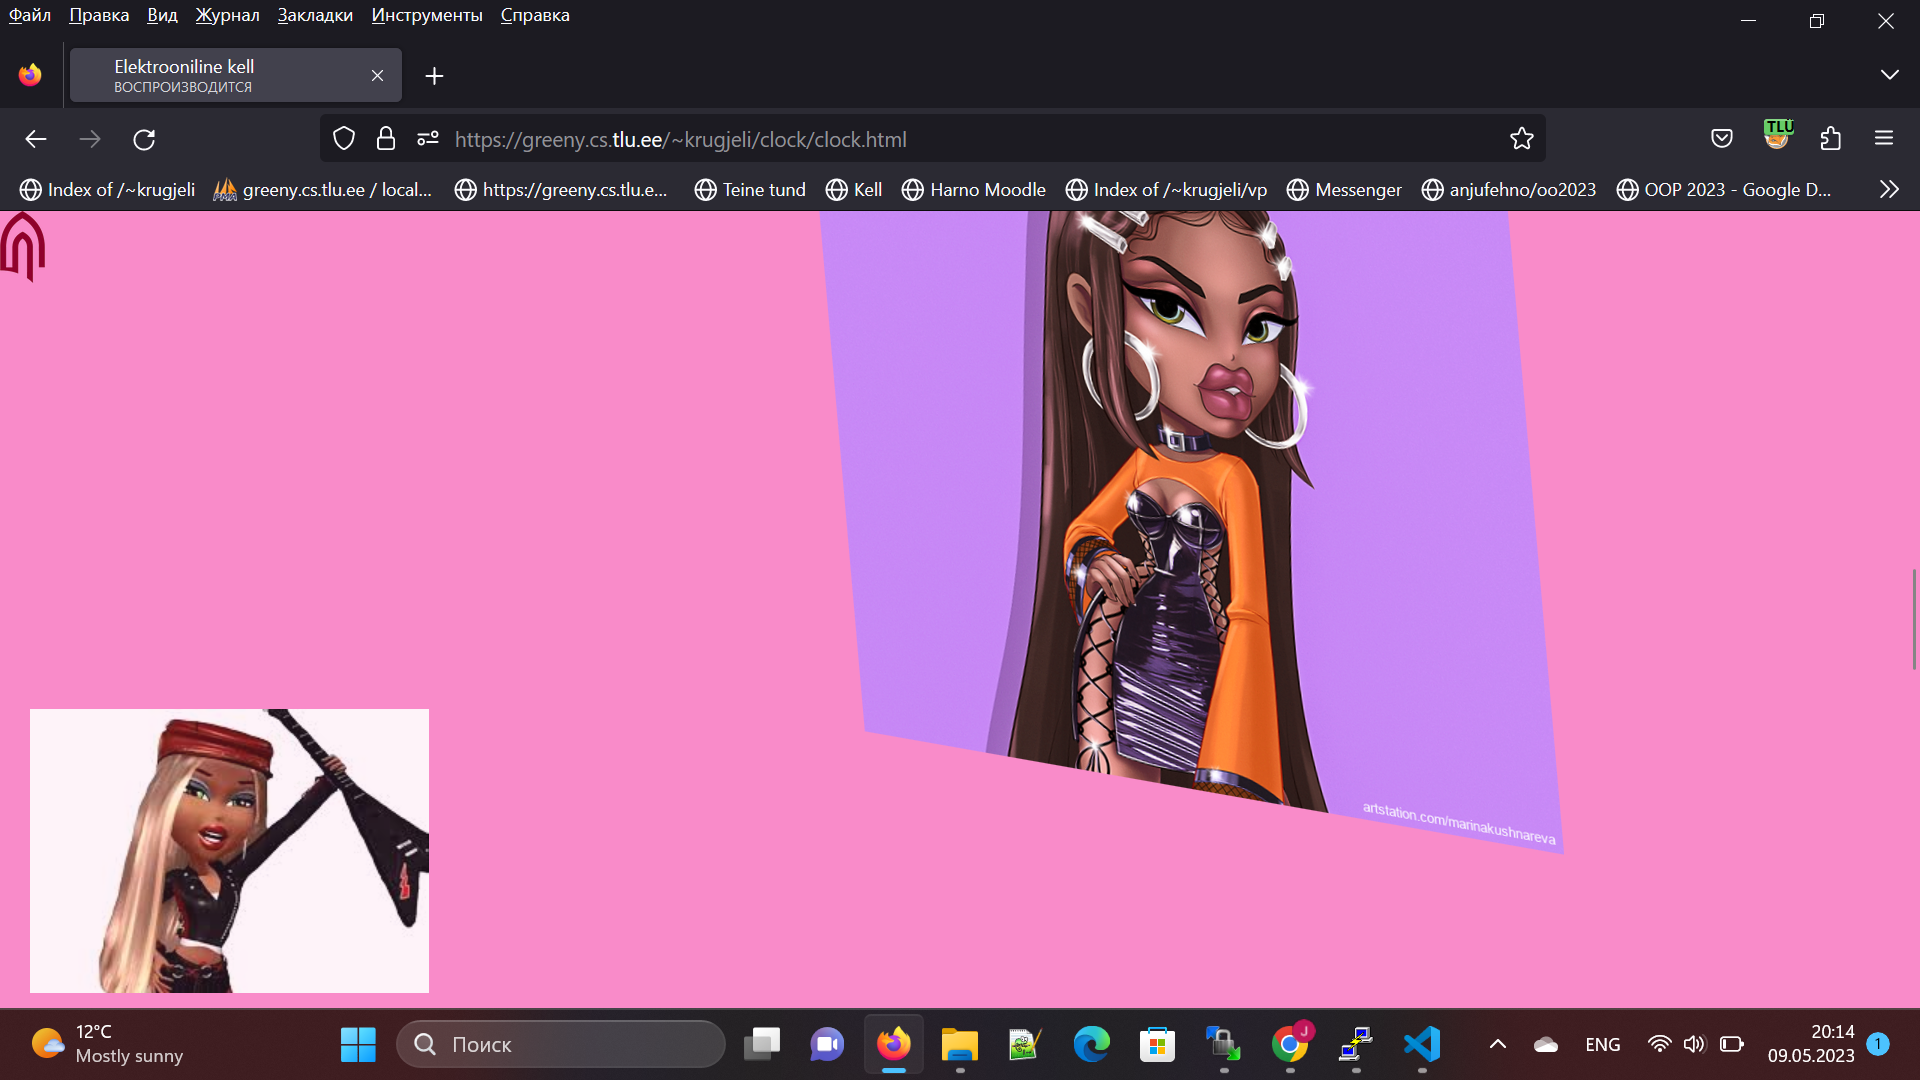 Файл Правка Вид Журнал Закладки Инструменты Справка
Elektrooniline kell
ВОСПРОИЗВОДИТСЯ
https://greeny.cs.tlu.ee/~krugjeli/clock/clock.html
TLU
Index of /~krugjeli greeny.cs.tlu.ee / local... https://greeny.cs.tlu.e... Teine tund Kell Harno Moodle Index of /~krugjeli/vp Messenger anjufehno/oo2023 OOP 2023 - Google D...
artstation.com/marinakushnareva
12°C
Mostly sunny
Поиск
J
ENG
20:14
09.05.2023
1